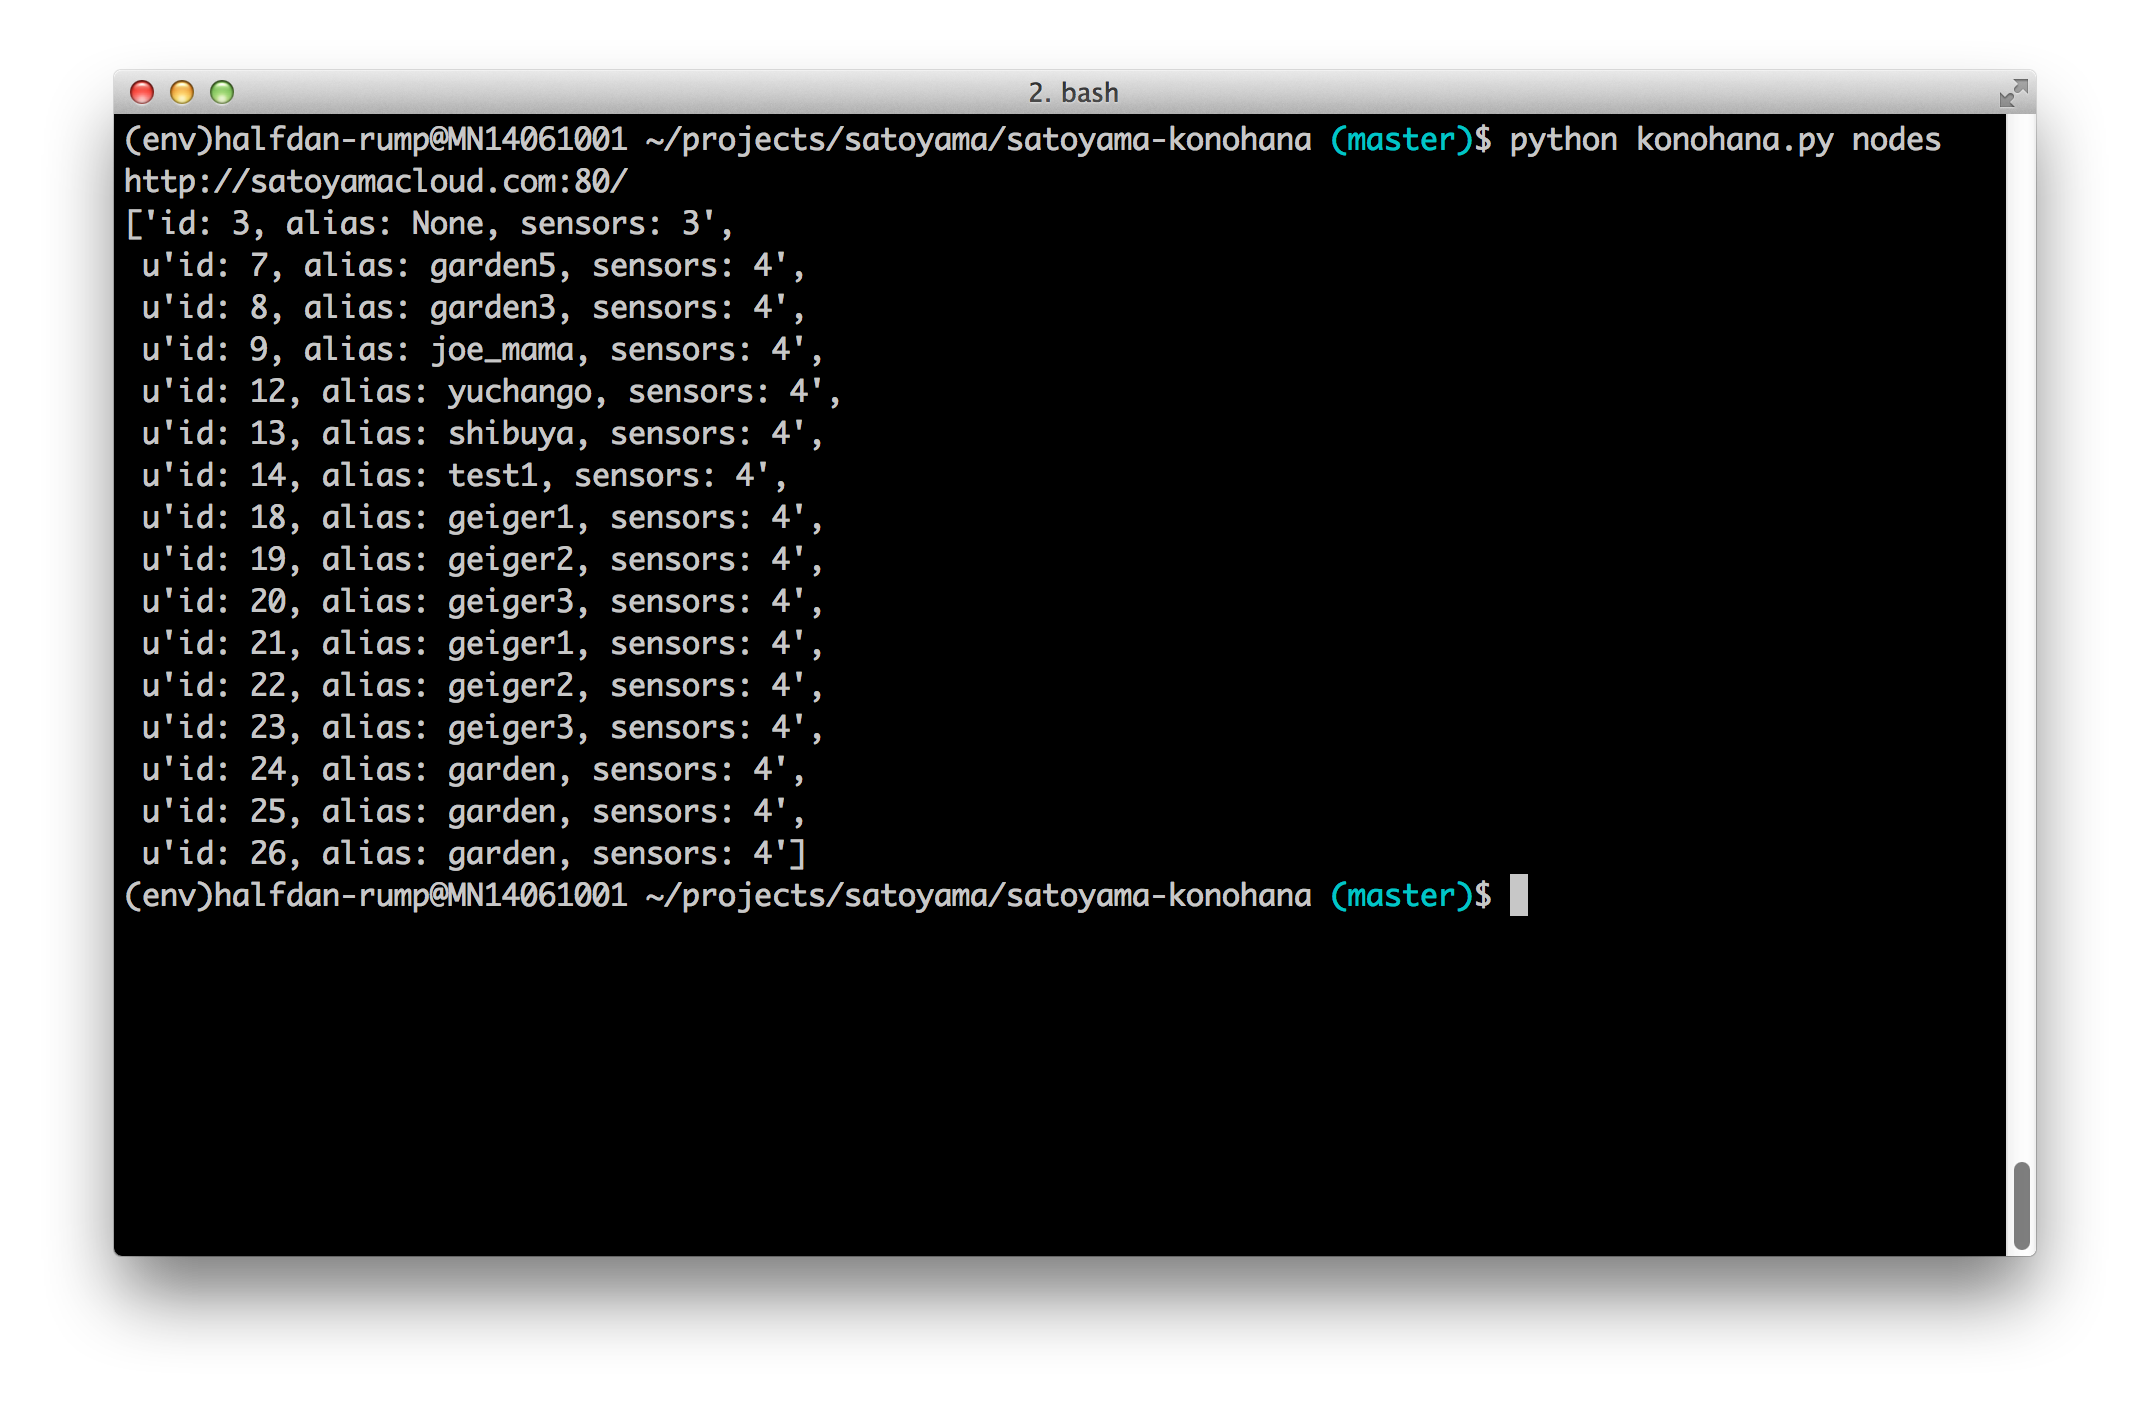 2. bash
(env)halfdan-rump@MN14061001 ~/projects/satoyama/satoyama-konohana (master)$ python konohana.py nodes
http://satoyamacloud.com:80/
['id: 3, alias: None, sensors: 3',
 u'id: 7, alias: garden5, sensors: 4',
 u'id: 8, alias: garden3, sensors: 4',
 u'id: 9, alias: joe_mama, sensors: 4',
 u'id: 12, alias: yuchango, sensors: 4',
 u'id: 13, alias: shibuya, sensors: 4',
 u'id: 14, alias: test1, sensors: 4',
 u'id: 18, alias: geiger1, sensors: 4',
 u'id: 19, alias: geiger2, sensors: 4',
 u'id: 20, alias: geiger3, sensors: 4',
 u'id: 21, alias: geiger1, sensors: 4',
 u'id: 22, alias: geiger2, sensors: 4',
 u'id: 23, alias: geiger3, sensors: 4',
 u'id: 24, alias: garden, sensors: 4',
 u'id: 25, alias: garden, sensors: 4',
 u'id: 26, alias: garden, sensors: 4']
(env)halfdan-rump@MN14061001 ~/projects/satoyama/satoyama-konohana (master)$